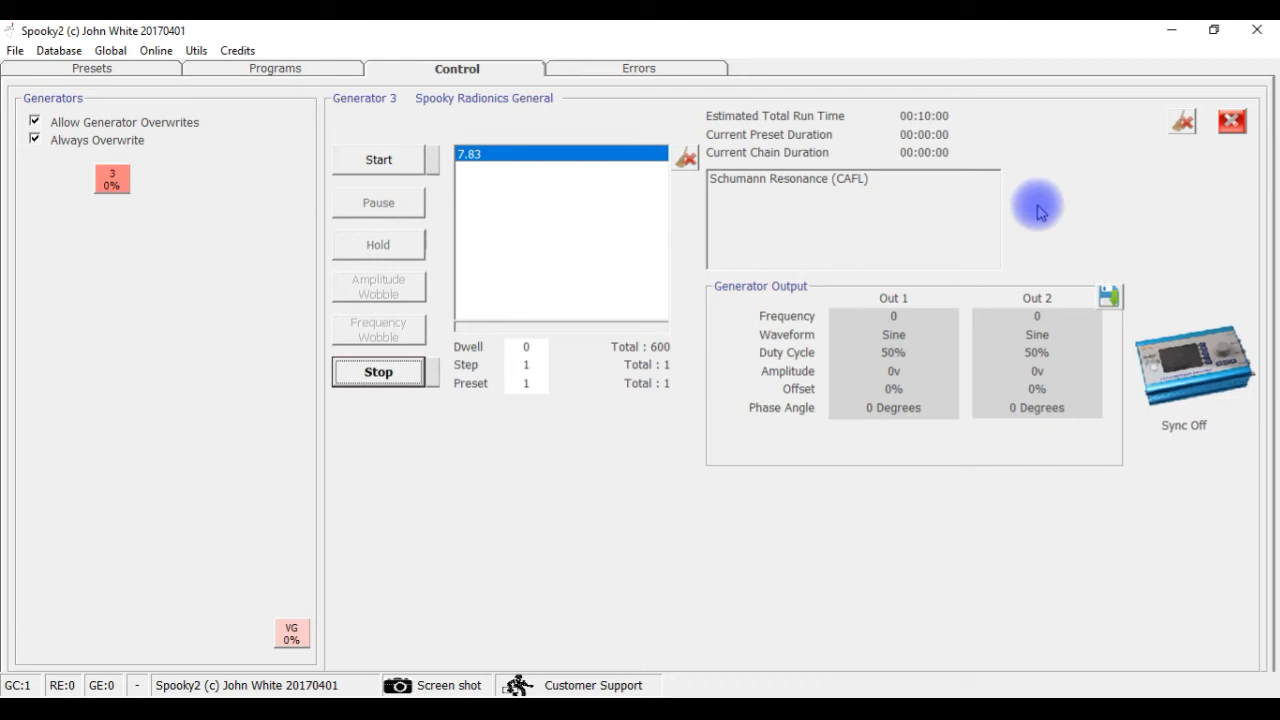 Spooky2 (c) John White 20170401
File Database Global Online Utils Credits
Presets Programs Control Errors
Generators
Allow Generator Overwrites
Always Overwrite
3
0%
VG
0%
Generator 3 Spooky Radionics General
Start
Pause
Hold
Amplitude
Wobble
Frequency
Wobble
Stop
7.83
Dwell 0 Total : 600
Step 1 Total : 1
Preset 1 Total : 1
Estimated Total Run Time 00:10:00
Current Preset Duration 00:00:00
Current Chain Duration 00:00:00
Schumann Resonance (CAFL)
Generator Output
Out 1 Out 2
Frequency 0 0
Waveform Sine Sine
Duty Cycle 50% 50%
Amplitude 0v 0v
Offset 0% 0%
Phase Angle 0 Degrees 0 Degrees
Sync Off
GC:1 RE:0 GE:0 - Spooky2 (c) John White 20170401 Screen shot Customer Support